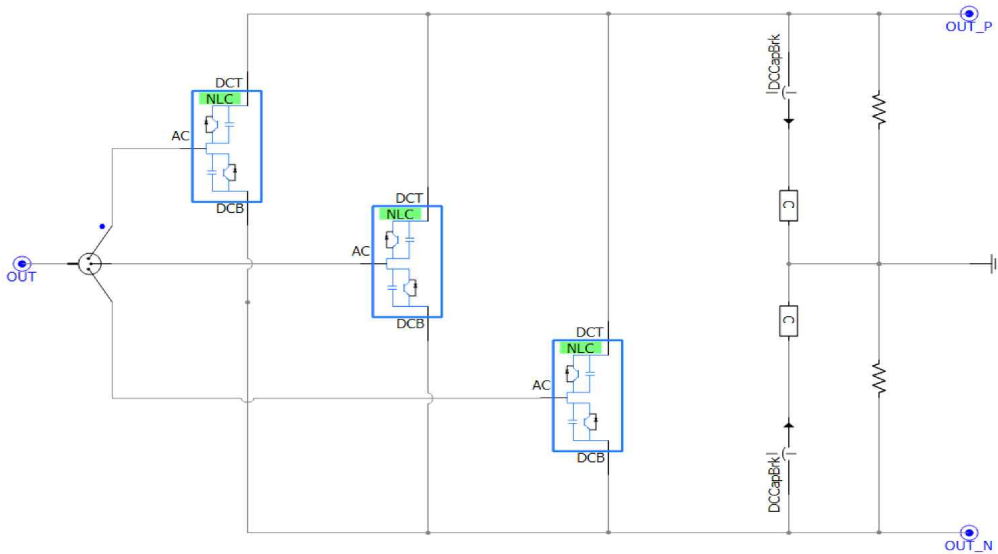 OUT_P
DCCapBrk
DCT
NLC
AC
DCB
DCT
NLC
AC
DCB
C
OUT
C
DCT
NLC
AC
DCB
DCCapBrk
OUT_N